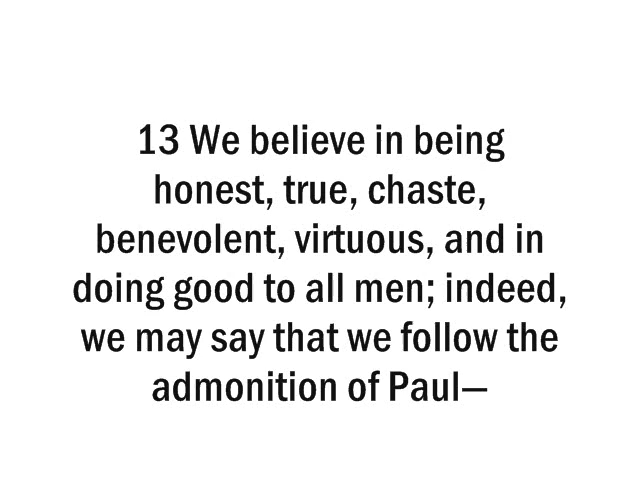 13 We believe in being
honest, true, chaste,
benevolent, virtuous, and in
doing good to all men; indeed,
we may say that we follow the
admonition of Paul—